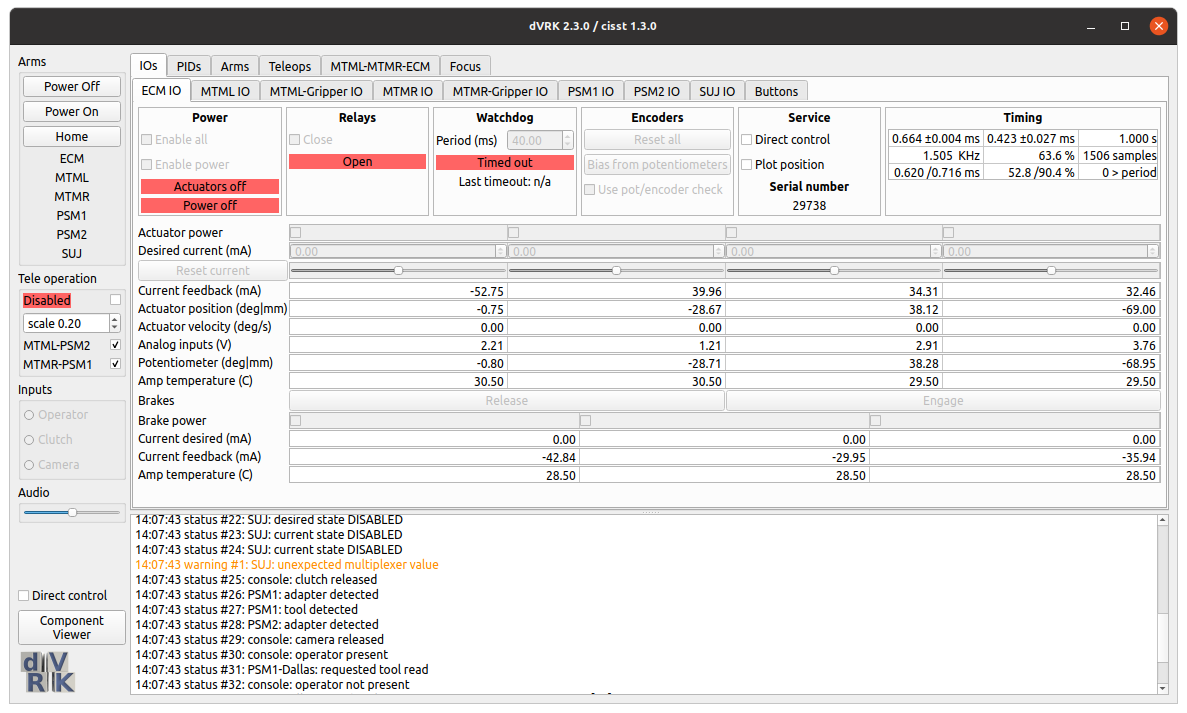 dVRK 2.3.0 / cisst 1.3.0
Arms
Power Off
Power On
Home
ECM
MTML
MTMR
PSM1
PSM2
SUJ
Tele operation
Disabled
scale 0.20
MTML-PSM2
MTMR-PSM1
Inputs
Operator
Clutch
Camera
Audio
Direct control
Component
Viewer
dVRK
IOs PIDs Arms Teleops MTML-MTMR-ECM Focus
ECM IO MTML IO MTML-Gripper IO MTMR IO MTMR-Gripper IO PSM1 IO PSM2 IO SUJ IO Buttons
Power
Enable all
Enable power
Actuators off
Power off
Relays
Close
Open
Watchdog
Period (ms) 40.00
Timed out
Last timeout: n/a
Encoders
Reset all
Bias from potentiometers
Use pot/encoder check
Service
Direct control
Plot position
Serial number
29738
Timing
0.664 ±0.004 ms 0.423 ±0.027 ms 1.000 s
1.505 KHz 63.6 % 1506 samples
0.620 /0.716 ms 52.8 /90.4 % 0 > period
Actuator power
Desired current (mA) 0.00 0.00 0.00 0.00
Reset current
Current feedback (mA) -52.75 39.96 34.31 32.46
Actuator position (deg|mm) -0.75 -28.67 38.12 -69.00
Actuator velocity (deg/s) 0.00 0.00 0.00 0.00
Analog inputs (V) 2.21 1.21 2.91 3.76
Potentiometer (deg|mm) -0.80 -28.71 38.28 -68.95
Amp temperature (C) 30.50 30.50 29.50 29.50
Brakes Release Engage
Brake power
Current desired (mA) 0.00 0.00 0.00
Current feedback (mA) -42.84 -29.95 -35.94
Amp temperature (C) 28.50 28.50 28.50
14:07:43 status #22: SUJ: desired state DISABLED
14:07:43 status #23: SUJ: current state DISABLED
14:07:43 status #24: SUJ: current state DISABLED
14:07:43 warning #1: SUJ: unexpected multiplexer value
14:07:43 status #25: console: clutch released
14:07:43 status #26: PSM1: adapter detected
14:07:43 status #27: PSM1: tool detected
14:07:43 status #28: PSM2: adapter detected
14:07:43 status #29: console: camera released
14:07:43 status #30: console: operator present
14:07:43 status #31: PSM1-Dallas: requested tool read
14:07:43 status #32: console: operator not present